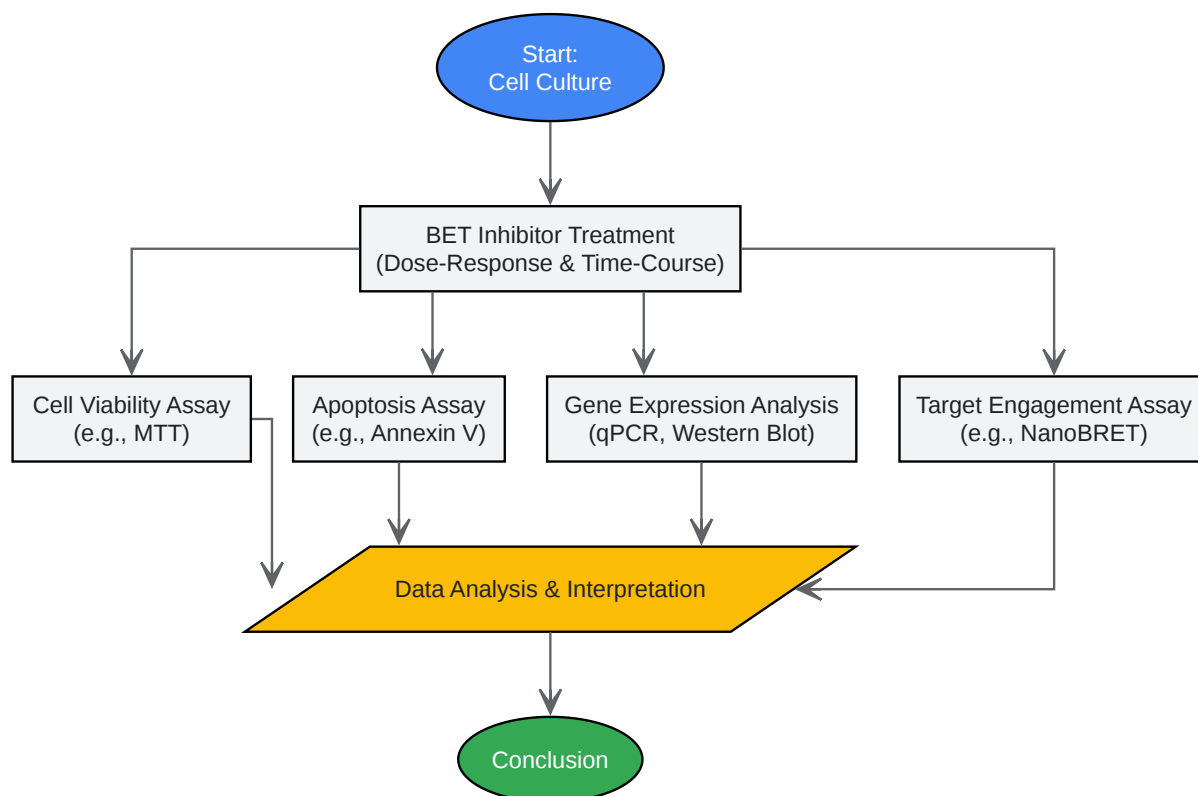 Start:
Cell Culture
BET Inhibitor Treatment
(Dose-Response & Time-Course)
Cell Viability Assay
(e.g., MTT)
Apoptosis Assay
(e.g., Annexin V)
Gene Expression Analysis
(qPCR, Western Blot)
Target Engagement Assay
(e.g., NanoBRET)
Data Analysis & Interpretation
Conclusion